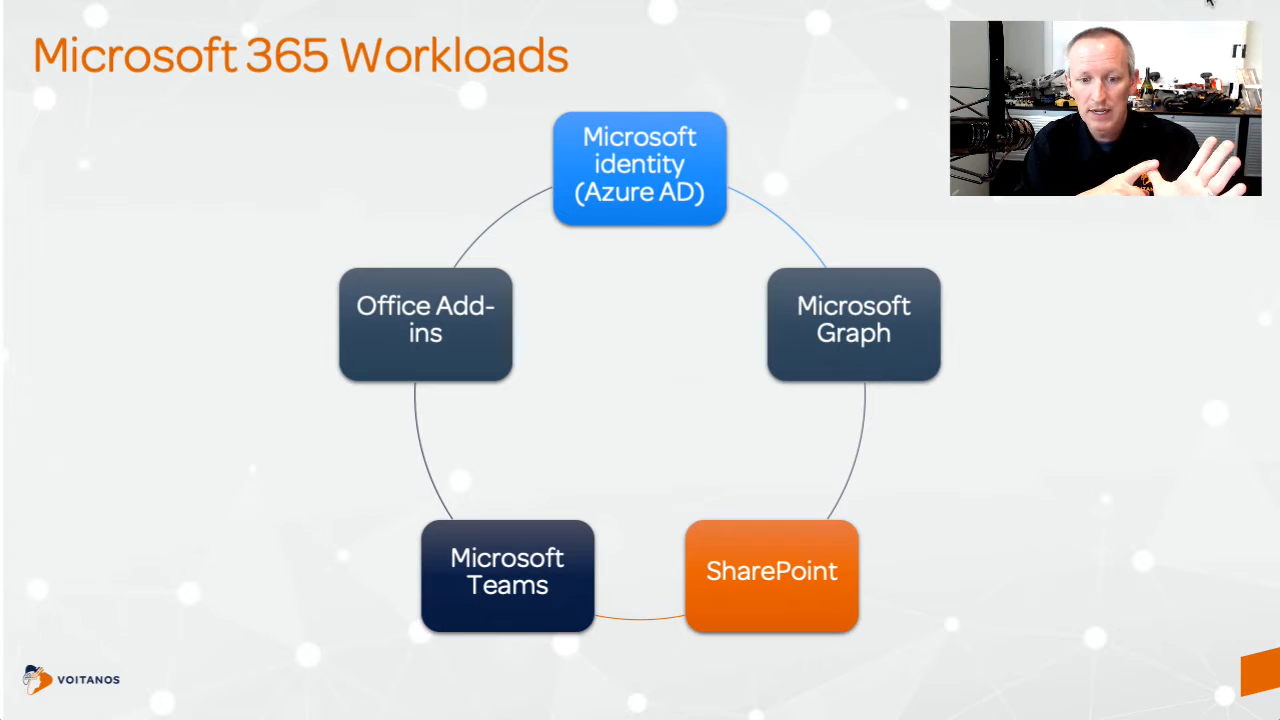 Microsoft 365 Workloads
Microsoft
identity
(Azure AD)
Office Add-
ins
Microsoft
Graph
Microsoft
Teams
SharePoint
VOITANOS